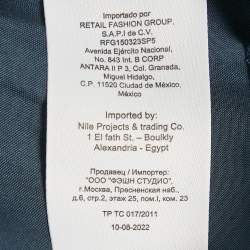 Importado por
RETAIL FASHION GROUP.
S.A.P.I de C.V.
RFG150323SP5
Avenida Ejército Nacional,
No. 843 Int. B CORP
ANTARA II P 3, Col. Granada,
Miguel Hidalgo,
C.P. 11520 Ciudad de México.
México
Imported by:
Nile Projects & trading Co.
1 El fath St. – Boulkly
Alexandria - Egypt
Продавец / Импортер:
"ООО "ФЭШН СТУДИО",
г.Москва, Пресненская наб.,
д.6, стр.2, этаж 25, пом.I, ком. 23
ТР ТС 017/2011
10-08-2022